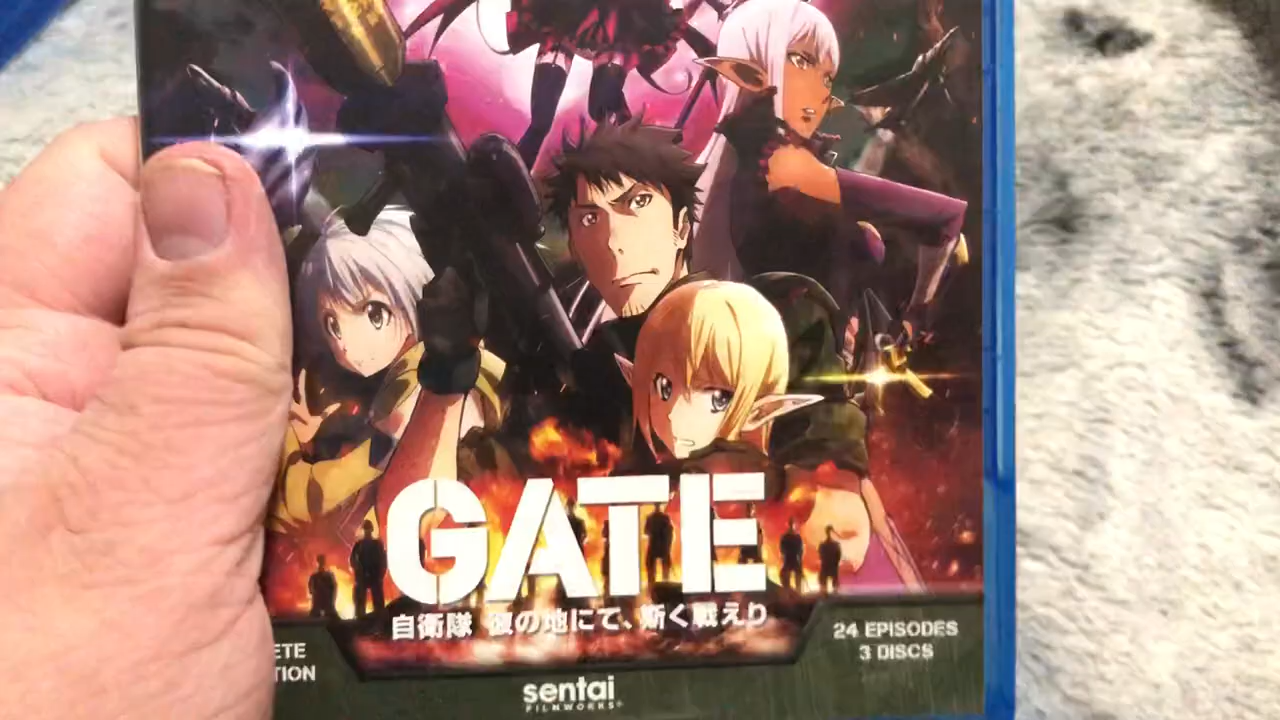 GATE
自衛隊 彼の地にて、斯く戦えり
ETE
TION
24 EPISODES
3 DISCS
sentai
FILMWORKS